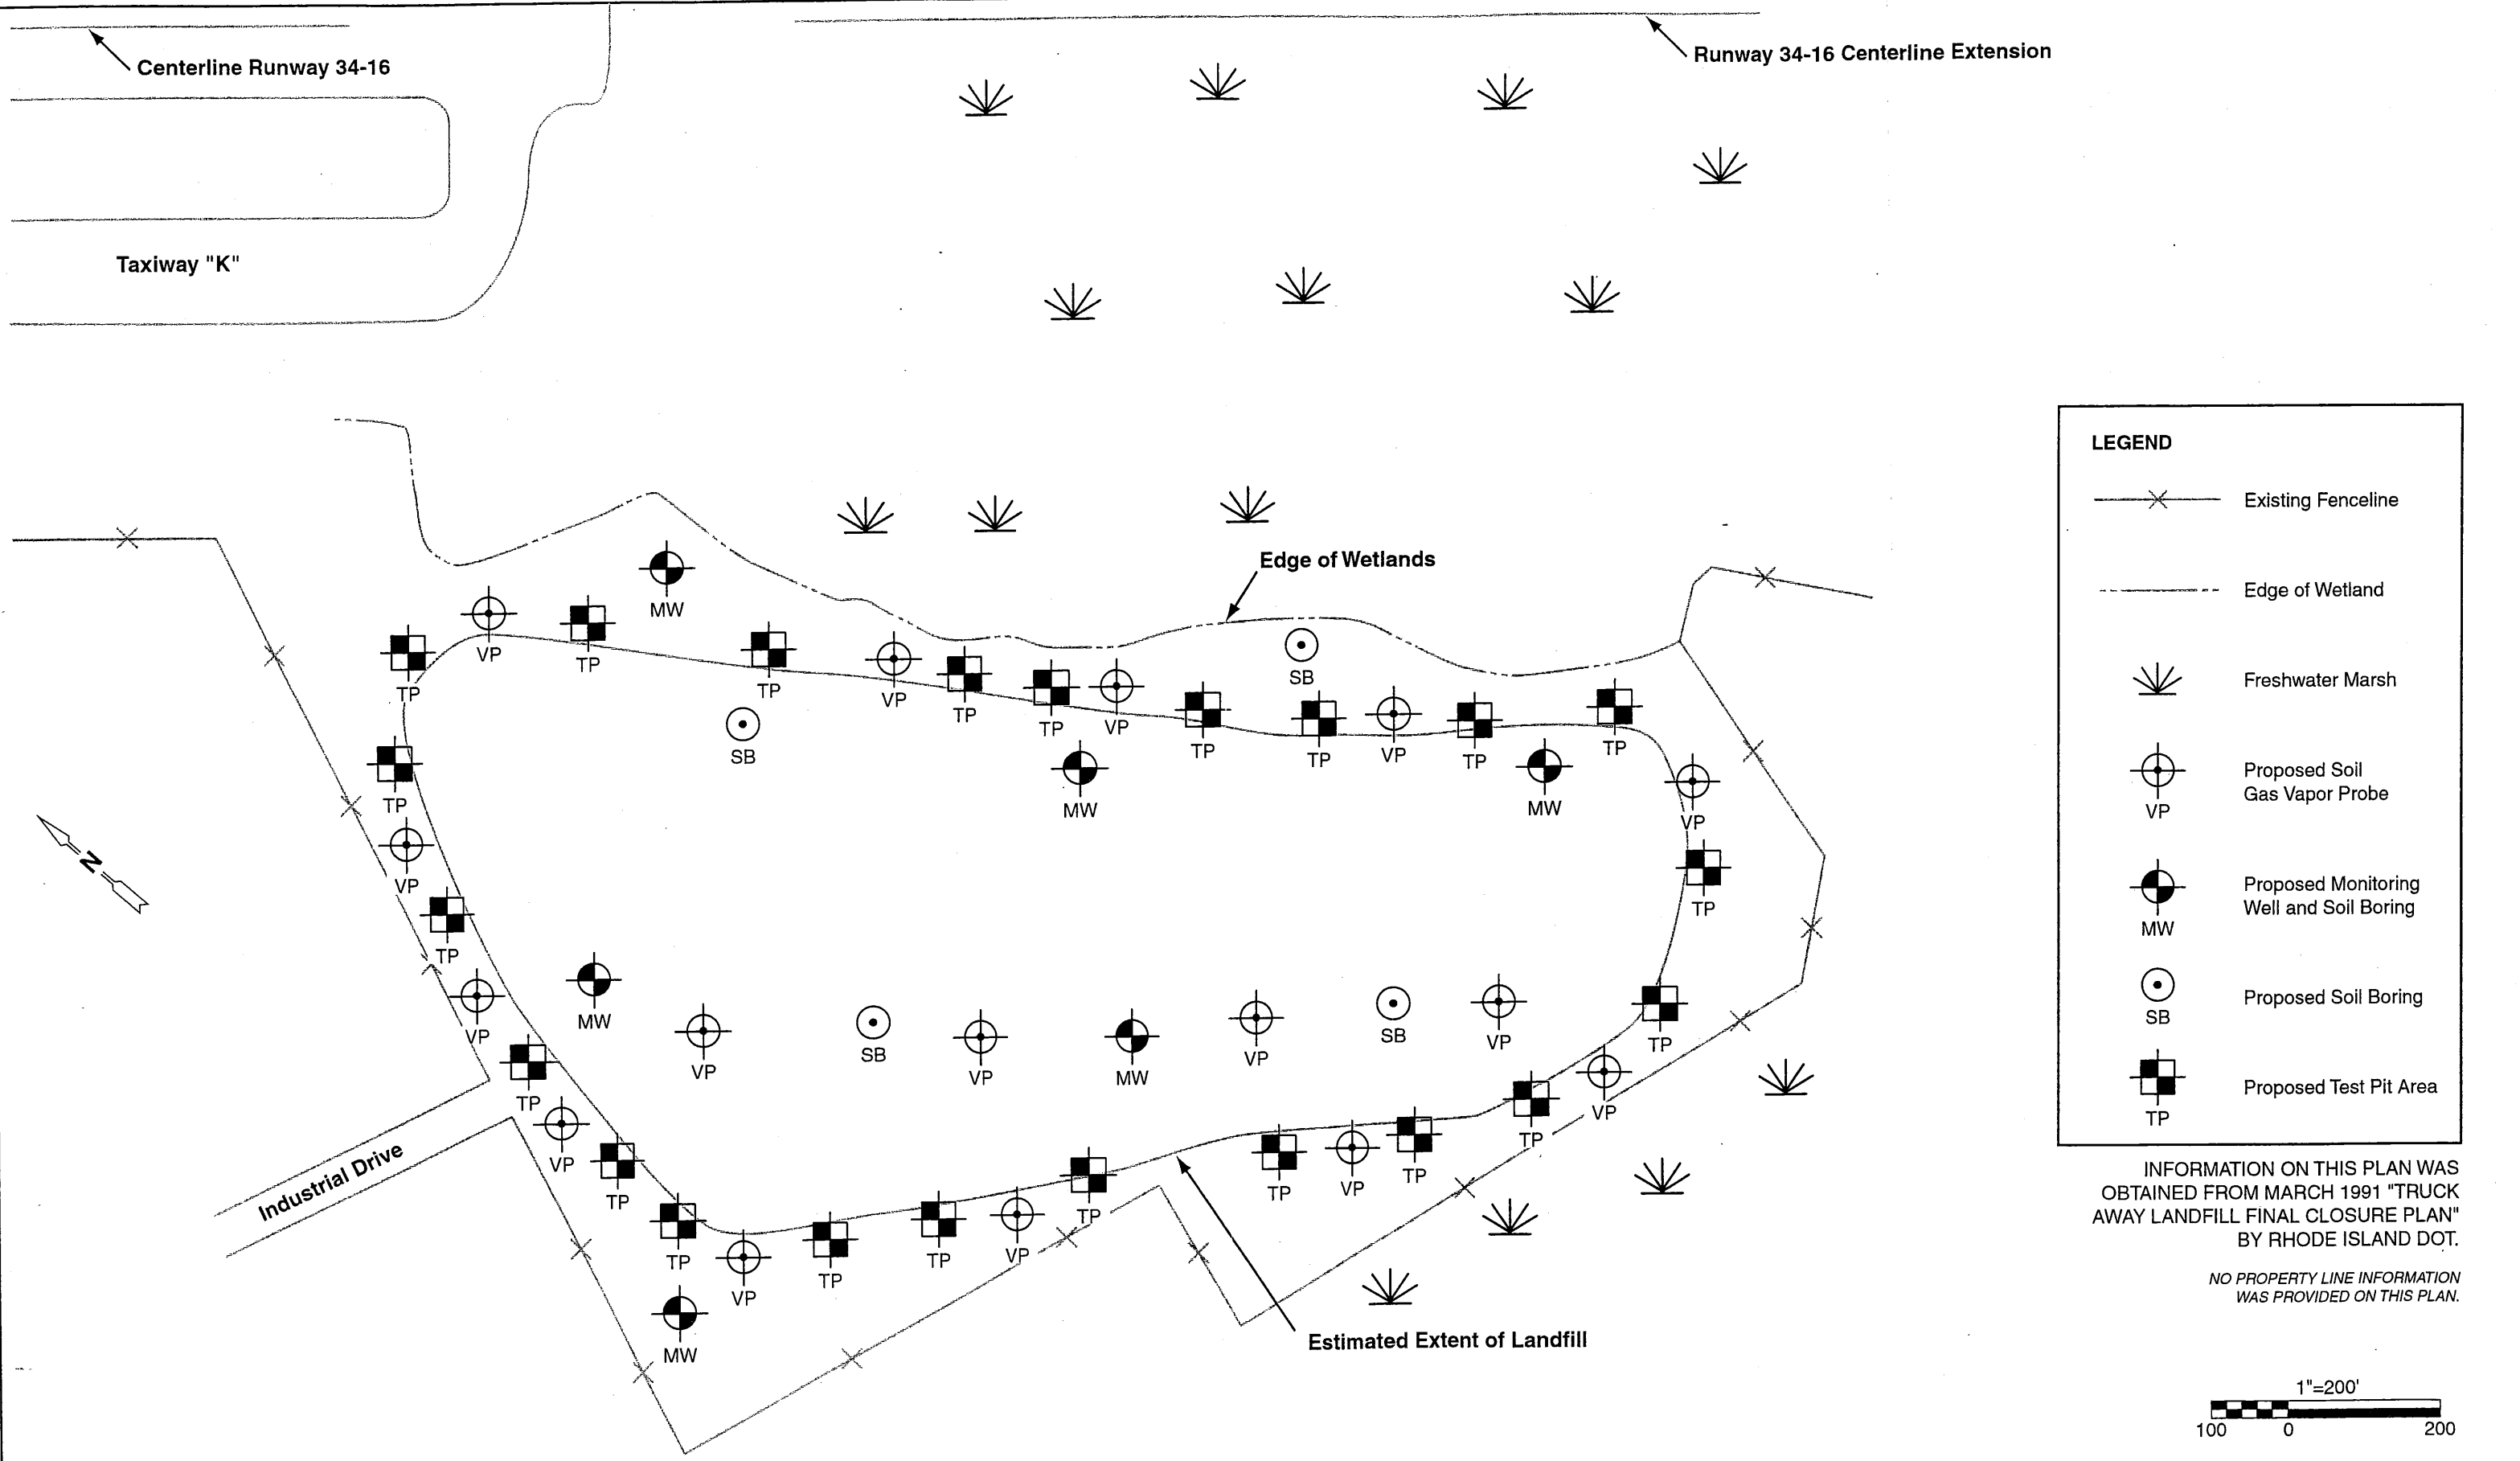 Centerline Runway 34-16
Runway 34-16 Centerline Extension
Taxiway "K"
Edge of Wetlands
MW
VP
TP
TP
TP
VP
SB
TP
TP
VP
TP
TP
VP
TP
TP
SB
MW
MW
TP
VP
VP
TP
N
TP
VP
MW
VP
SB
VP
MW
VP
SB
VP
TP
TP
VP
TP
VP
TP
VP
TP
Industrial Drive
TP
TP
VP
TP
TP
VP
TP
MW
Estimated Extent of Landfill
LEGEND
Existing Fenceline
Edge of Wetland
Freshwater Marsh
VP
Proposed Soil
Gas Vapor Probe
MW
Proposed Monitoring
Well and Soil Boring
SB
Proposed Soil Boring
TP
Proposed Test Pit Area
INFORMATION ON THIS PLAN WAS
OBTAINED FROM MARCH 1991 "TRUCK
AWAY LANDFILL FINAL CLOSURE PLAN"
BY RHODE ISLAND DOT.
NO PROPERTY LINE INFORMATION
WAS PROVIDED ON THIS PLAN.
1"=200'
100 0 200